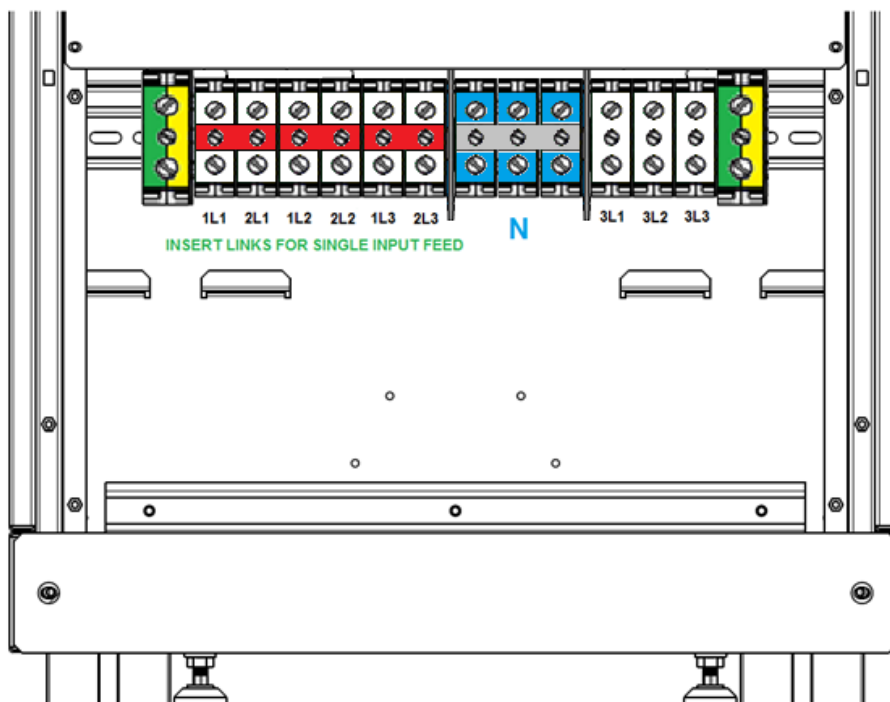 1L1 2L1 1L2 2L2 1L3 2L3 N 3L1 3L2 3L3
INSERT LINKS FOR SINGLE INPUT FEED